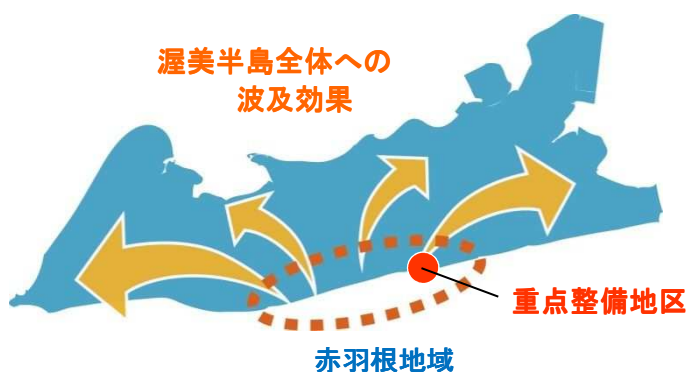 渥美半島全体への
波及効果
重点整備地区
赤羽根地域